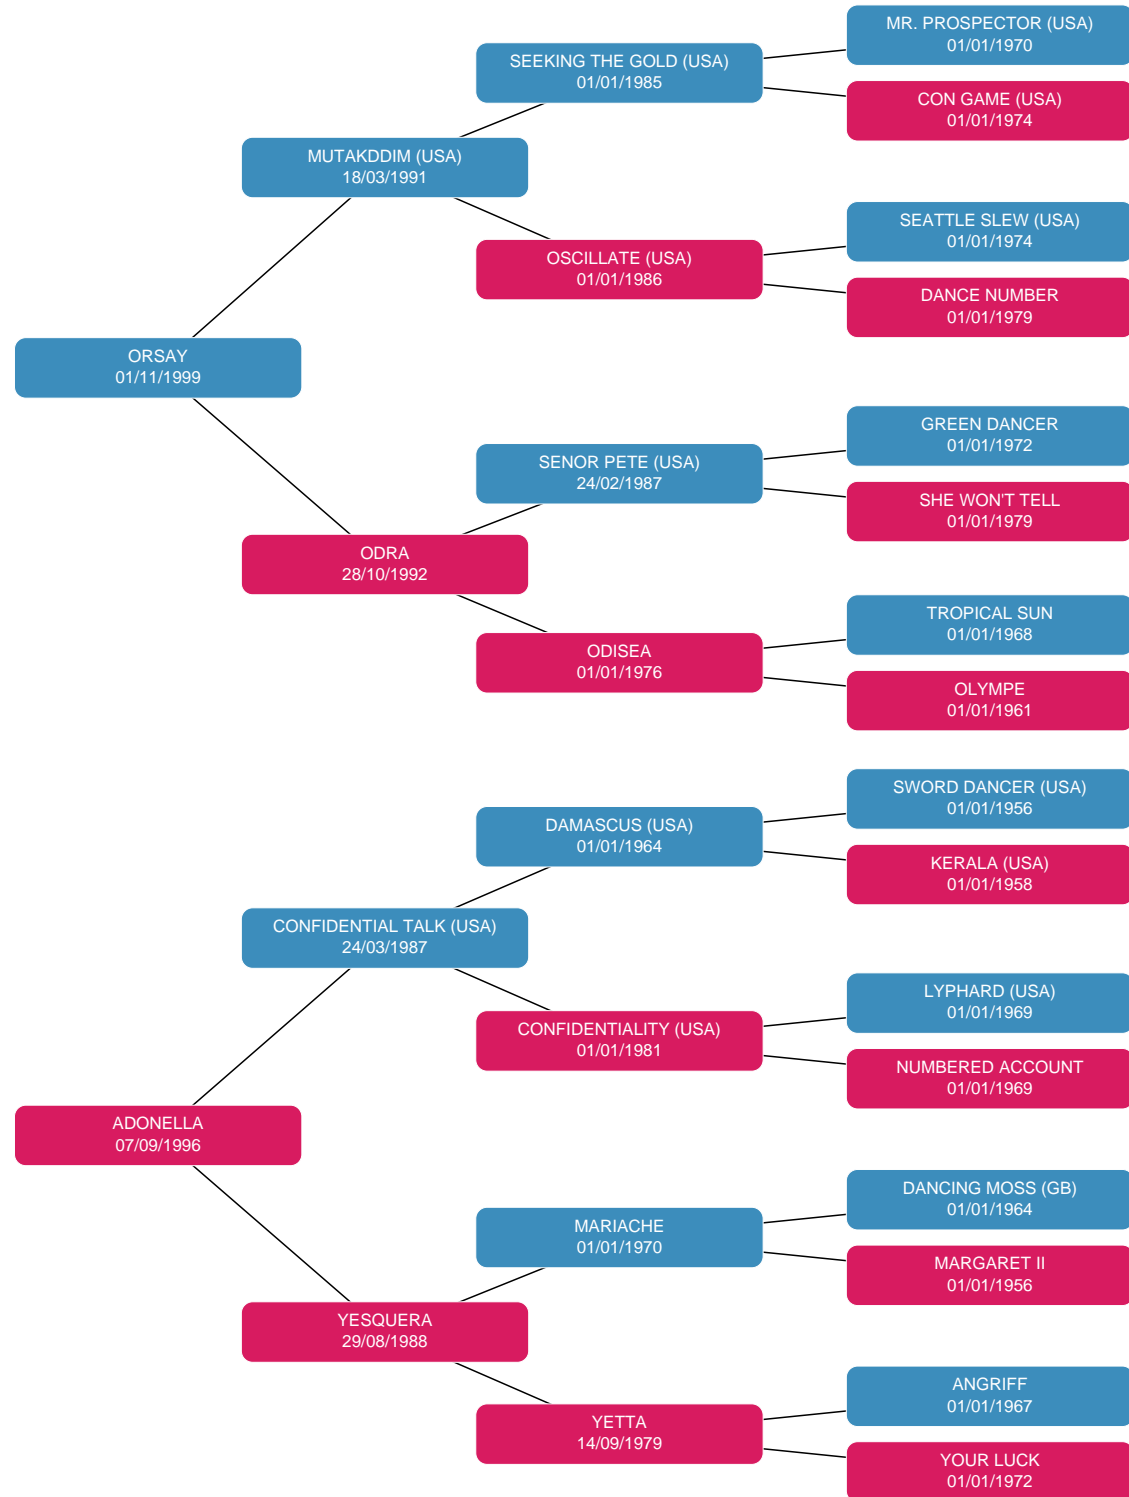 MR. PROSPECTOR (USA)
01/01/1970
SEEKING THE GOLD (USA)
01/01/1985
CON GAME (USA)
01/01/1974
MUTAKDDIM (USA)
18/03/1991
SEATTLE SLEW (USA)
01/01/1974
OSCILLATE (USA)
01/01/1986
DANCE NUMBER
01/01/1979
ORSAY
01/11/1999
GREEN DANCER
01/01/1972
SENOR PETE (USA)
24/02/1987
SHE WON'T TELL
01/01/1979
ODRA
28/10/1992
TROPICAL SUN
01/01/1968
ODISEA
01/01/1976
OLYMPE
01/01/1961
SWORD DANCER (USA)
01/01/1956
DAMASCUS (USA)
01/01/1964
KERALA (USA)
01/01/1958
CONFIDENTIAL TALK (USA)
24/03/1987
LYPHARD (USA)
01/01/1969
CONFIDENTIALITY (USA)
01/01/1981
NUMBERED ACCOUNT
01/01/1969
ADONELLA
07/09/1996
DANCING MOSS (GB)
01/01/1964
MARIACHE
01/01/1970
MARGARET II
01/01/1956
YESQUERA
29/08/1988
ANGRIFF
01/01/1967
YETTA
14/09/1979
YOUR LUCK
01/01/1972